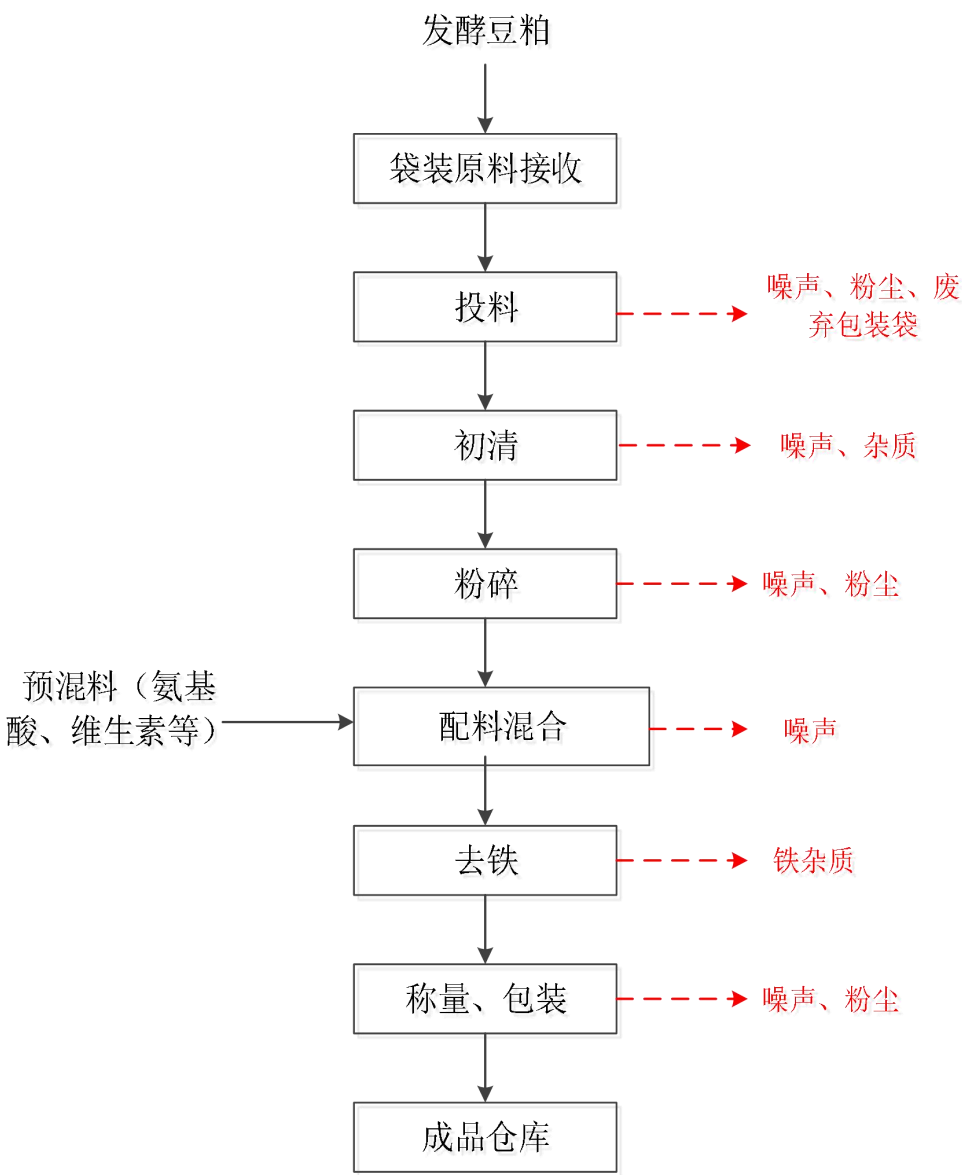 发酵豆粕
袋装原料接收
投料
噪声、粉尘、废
弃包装袋
初清
噪声、杂质
粉碎
噪声、粉尘
预混料（氨基
酸、维生素等）
配料混合
噪声
去铁
铁杂质
称量、包装
噪声、粉尘
成品仓库